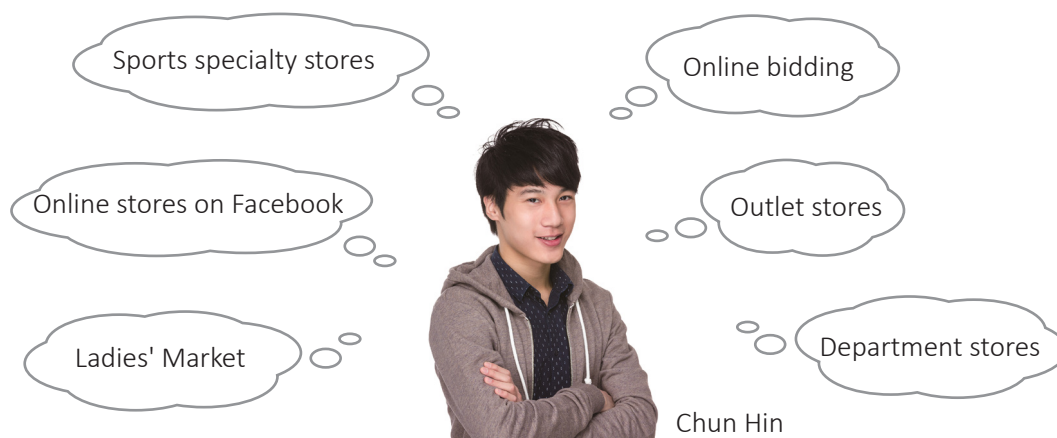 Sports specialty stores
Online bidding
Online stores on Facebook
Outlet stores
Ladies' Market
Department stores
Chun Hin